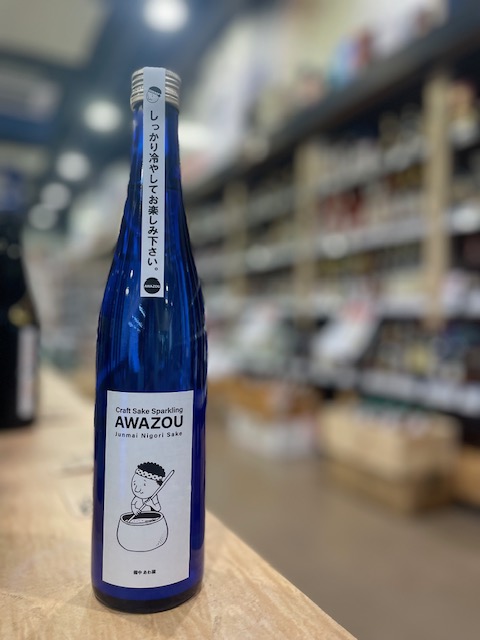 しっかり冷やしてお楽しみ下さい。
AWAZOU
Craft Sake Sparkling
AWAZOU
Junmai Nigori Sake